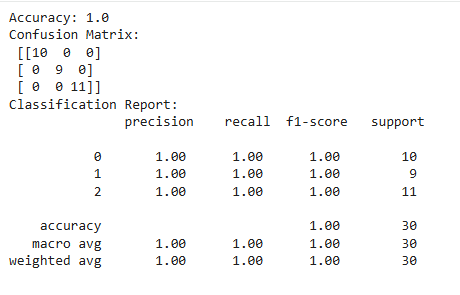 Accuracy: 1.0
Confusion Matrix:
[[10  0  0]
[ 0  9  0]
[ 0  0 11]]
Classification Report:
precision    recall  f1-score   support
0       1.00      1.00      1.00        10
1       1.00      1.00      1.00         9
2       1.00      1.00      1.00        11
accuracy                           1.00        30
macro avg       1.00      1.00      1.00        30
weighted avg       1.00      1.00      1.00        30